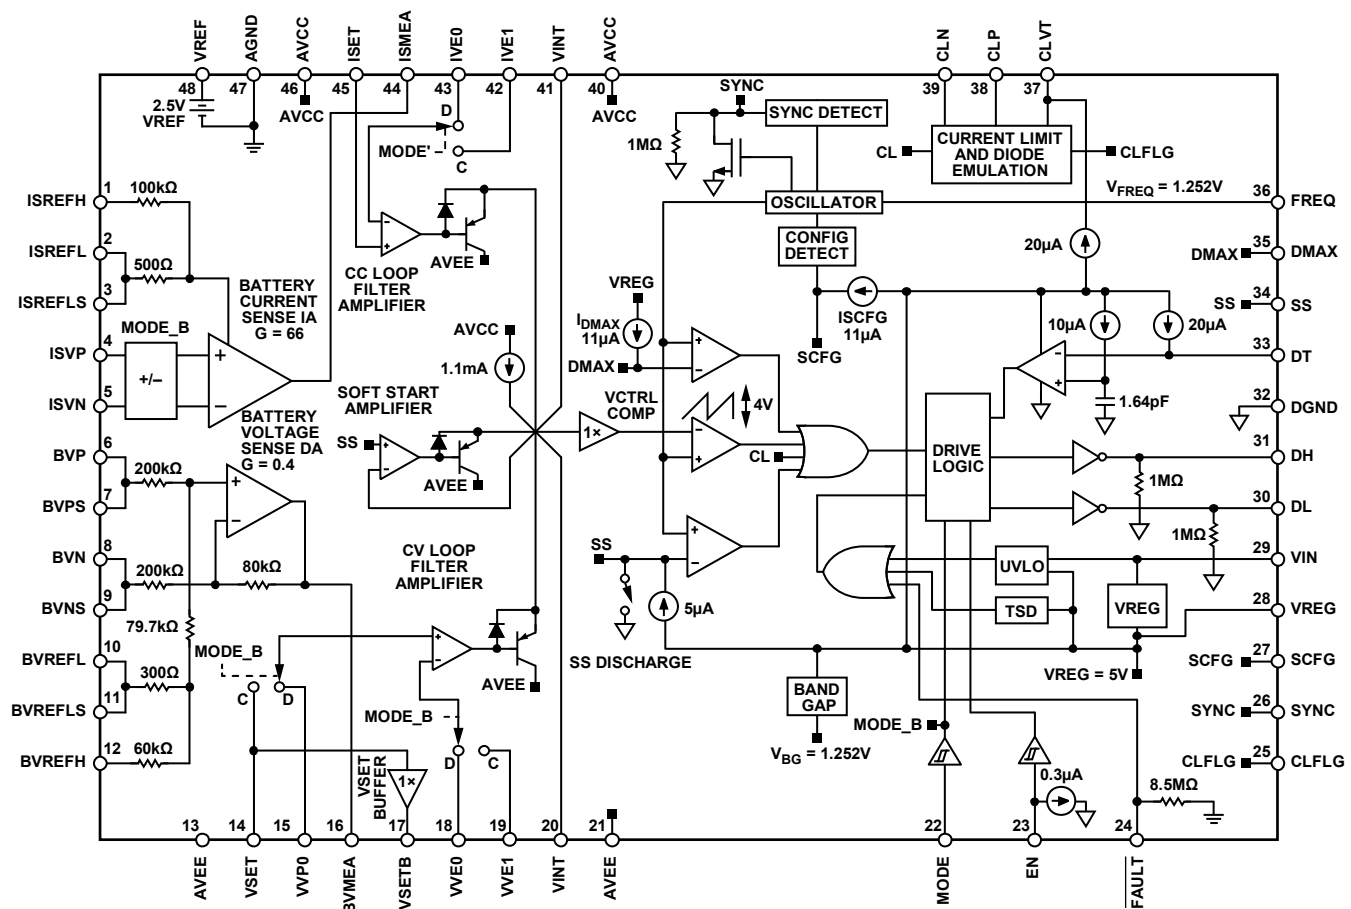 VREF
AGND
AVCC
ISET
ISMEA
IVE0
IVE1
VINT
AVCC
CLN
CLP
CLVT
48
47
46
45
44
43
42
41
40
39
38
37
2.5V
VREF
AVCC
D
MODE'
C
AVCC
SYNC
SYNC DETECT
1MΩ
CL
CURRENT LIMIT
AND DIODE
EMULATION
CLFLG
VFREQ = 1.252V
OSCILLATOR
CONFIG
DETECT
20µA
1
ISREFH
100kΩ
2
ISREFL
500Ω
3
ISREFLS
BATTERY
CURRENT
SENSE IA
G = 66
4
ISVP
MODE_B
+/–
+
–
5
ISVN
BATTERY
VOLTAGE
SENSE DA
G = 0.4
6
BVP
200kΩ
+
–
7
BVPS
8
BVN
200kΩ
80kΩ
9
BVNS
79.7kΩ
10
BVREFL
300Ω
11
BVREFLS
12
BVREFH
60kΩ
MODE_B
C
D
–
+
AVEE
CC LOOP
FILTER
AMPLIFIER
AVCC
1.1mA
SOFT START
AMPLIFIER
SS
+
–
AVEE
1×
CV LOOP
FILTER
AMPLIFIER
+
–
AVEE
MODE_B
D
C
VSET
BUFFER
1×
VREG
IDMAX
11µA
DMAX
+
–
SCFG
ISCFG
11µA
VCTRL
COMP
4V
–
+
CL
SS
+
–
5µA
SS DISCHARGE
DRIVE
LOGIC
10µA
20µA
–
+
1.64pF
1MΩ
1MΩ
UVLO
TSD
VREG
VREG = 5V
BAND
GAP
VBG = 1.252V
MODE_B
0.3µA
8.5MΩ
36
FREQ
35
DMAX
DMAX
34
SS
SS
33
DT
32
DGND
31
DH
30
DL
29
VIN
28
VREG
27
SCFG
SCFG
26
SYNC
SYNC
25
CLFLG
CLFLG
13
14
15
16
17
18
19
20
21
22
23
24
AVEE
VSET
VVP0
BVMEA
VSETB
VVE0
VVE1
VINT
AVEE
MODE
EN
FAULT